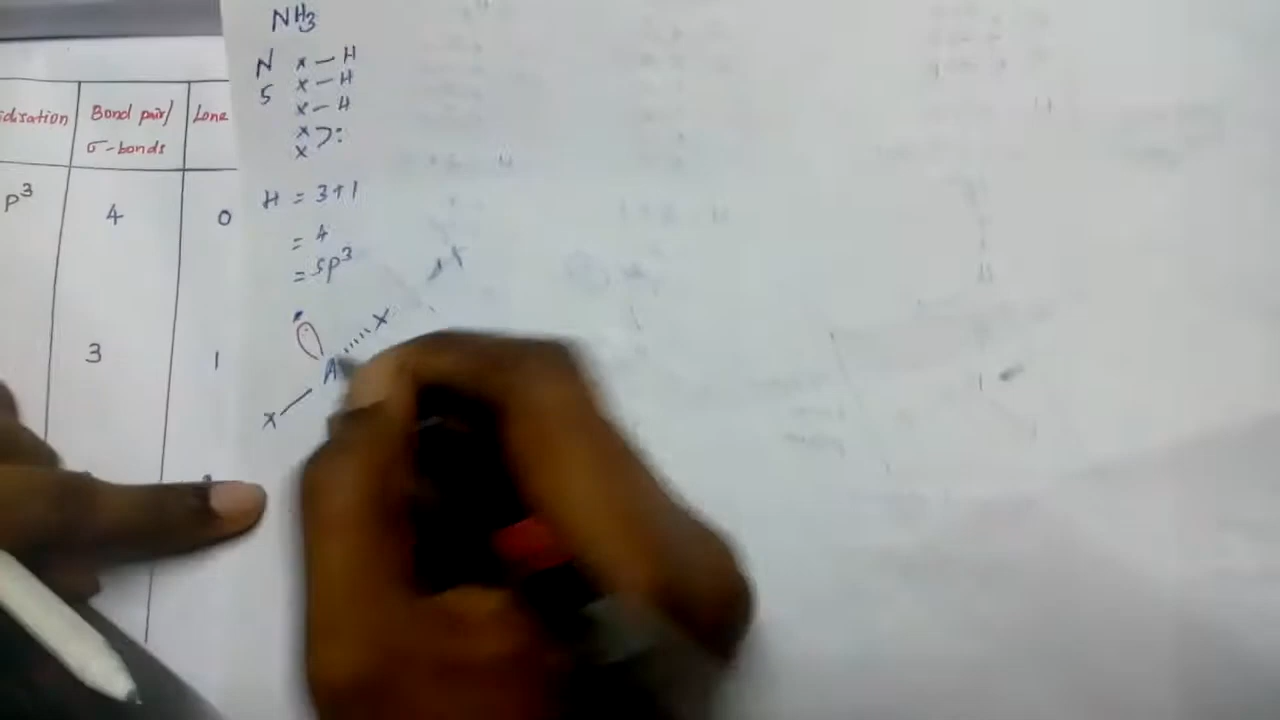 idisation Bond pair/ Lone
σ-bonds
p³ 4 0
3 1
NH3
N x – H
5 x – H
x – H
x > :
x
H = 3+1
= 4
= sp³
X
A
X